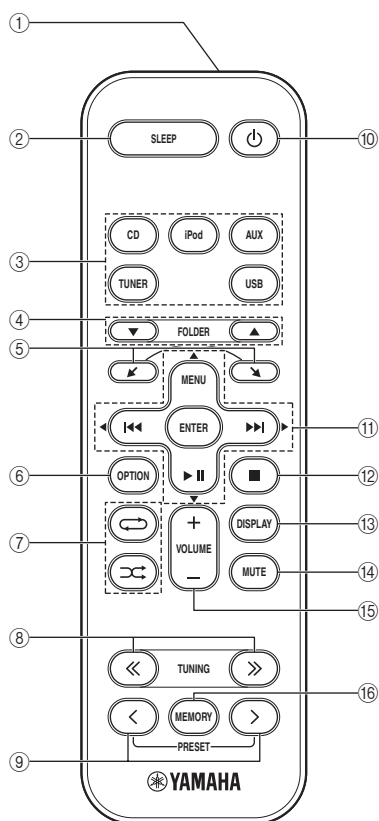 ①
② SLEEP ⑩
CD iPod AUX
③
TUNER USB
④ FOLDER
⑤
MENU
ENTER ⑪
⑥ OPTION ⑫
⑦ + DISPLAY ⑬
VOLUME
– MUTE ⑭
⑮
⑧ TUNING
MEMORY ⑯
⑨ PRESET
YAMAHA